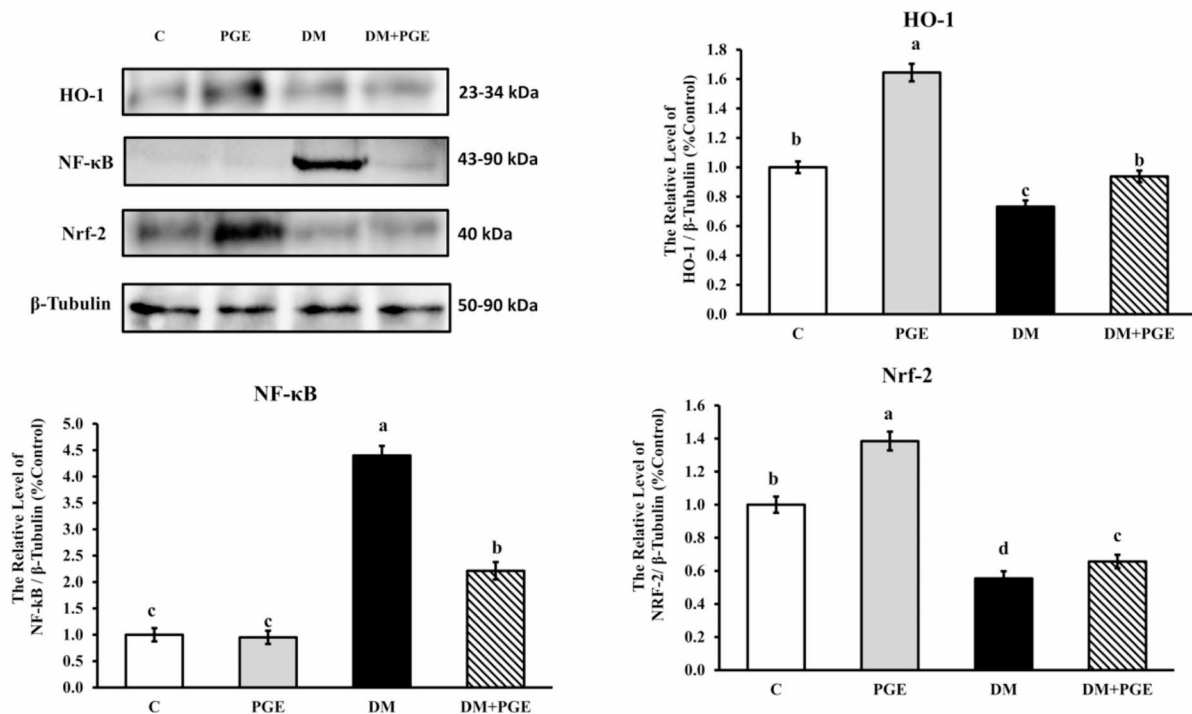 C PGE DM DM+PGE
HO-1 23-34 kDa
NF-κB 43-90 kDa
Nrf-2 40 kDa
β-Tubulin 50-90 kDa
HO-1
The Relative Level of
HO-1 / β-Tubulin (%Control)
1.8
1.6
1.4
1.2
1.0
0.8
0.6
0.4
0.2
0.0
b
a
c
b
C PGE DM DM+PGE
NF-κB
The Relative Level of
NF-kB / β-Tubulin (%Control)
5.0
4.5
4.0
3.5
3.0
2.5
2.0
1.5
1.0
0.5
0.0
c
c
a
b
C PGE DM DM+PGE
Nrf-2
The Relative Level of
NRF-2/ β-Tubulin (%Control)
1.6
1.4
1.2
1.0
0.8
0.6
0.4
0.2
0.0
b
a
d
c
C PGE DM DM+PGE